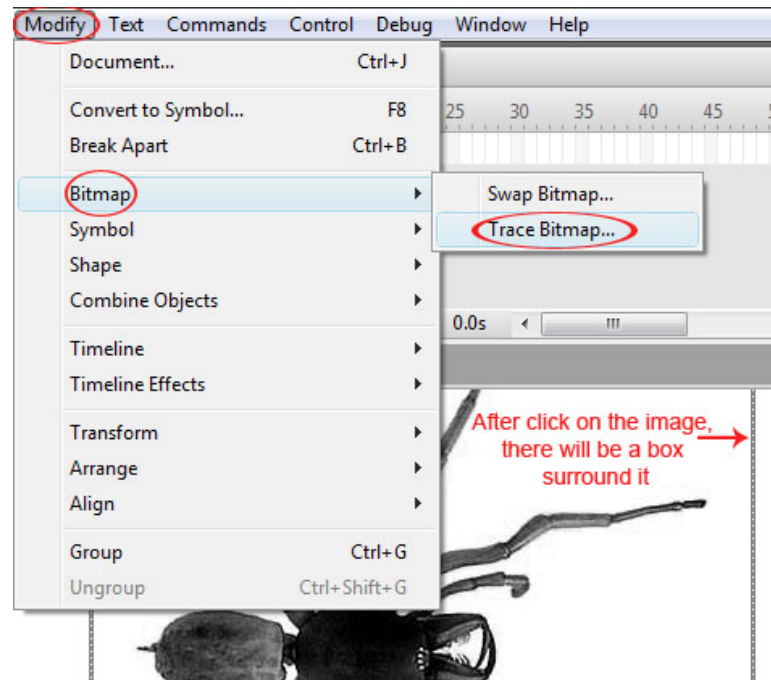 Modify Text Commands Control Debug Window Help
Document... Ctrl+J
Convert to Symbol... F8
25 30 35 40 45
Break Apart Ctrl+B
Bitmap
Swap Bitmap...
Symbol
Trace Bitmap...
Shape
Combine Objects
0.0s
Timeline
Timeline Effects
After click on the image,
there will be a box
surround it
Transform
Arrange
Align
Group Ctrl+G
Ungroup Ctrl+Shift+G